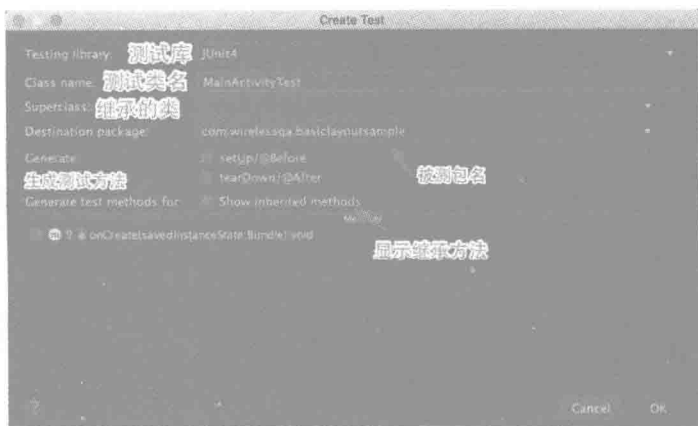 Create Test
Testing library: 测试库 JUnit4
Class name: 测试类名 MainActivityTest
Superclass: 继承的类
Destination package: com.wirelessqa.basiclayoutsample
Generate: setUp/@Before
生成测试方法 tearDown/@After 被测包名
Generate test methods for: Show inherited methods
Member
onCreate(savedInstanceState:Bundle):void
显示继承方法
?
Cancel OK